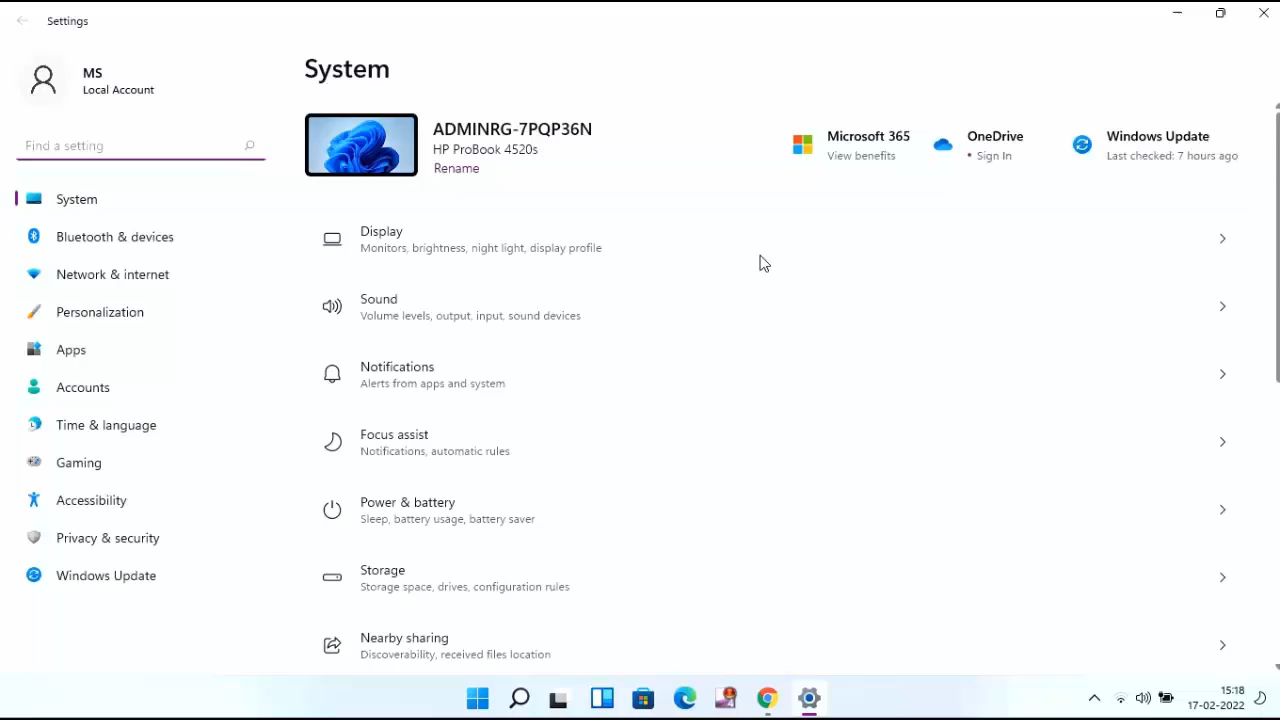 Settings
MS
Local Account
Find a setting
System
Bluetooth & devices
Network & internet
Personalization
Apps
Accounts
Time & language
Gaming
Accessibility
Privacy & security
Windows Update
System
ADMINRG-7PQP36N
HP ProBook 4520s
Rename
Microsoft 365
View benefits
OneDrive
• Sign In
Windows Update
Last checked: 7 hours ago
Display
Monitors, brightness, night light, display profile
Sound
Volume levels, output, input, sound devices
Notifications
Alerts from apps and system
Focus assist
Notifications, automatic rules
Power & battery
Sleep, battery usage, battery saver
Storage
Storage space, drives, configuration rules
Nearby sharing
Discoverability, received files location
15:18
17-02-2022